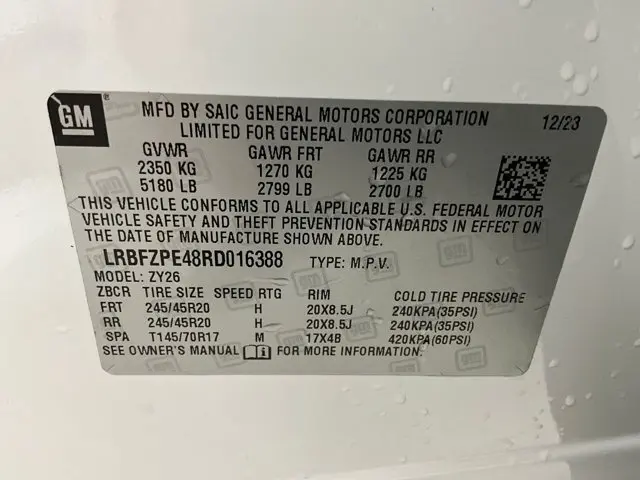 GM
MFD BY SAIC GENERAL MOTORS CORPORATION
LIMITED FOR GENERAL MOTORS LLC
12/23
GVWR GAWR FRT GAWR RR
2350 KG 1270 KG 1225 KG
5180 LB 2799 LB 2700 LB
THIS VEHICLE CONFORMS TO ALL APPLICABLE U.S. FEDERAL MOTOR
VEHICLE SAFETY AND THEFT PREVENTION STANDARDS IN EFFECT ON
THE DATE OF MANUFACTURE SHOWN ABOVE.
LRBFZPE48RD016388 TYPE: M.P.V.
MODEL: ZY26
ZBCR TIRE SIZE SPEED RTG RIM COLD TIRE PRESSURE
FRT 245/45R20 H 20X8.5J 240KPA(35PSI)
RR 245/45R20 H 20X8.5J 240KPA(35PSI)
SPA T145/70R17 M 17X4B 420KPA(60PSI)
SEE OWNER'S MANUAL FOR MORE INFORMATION.